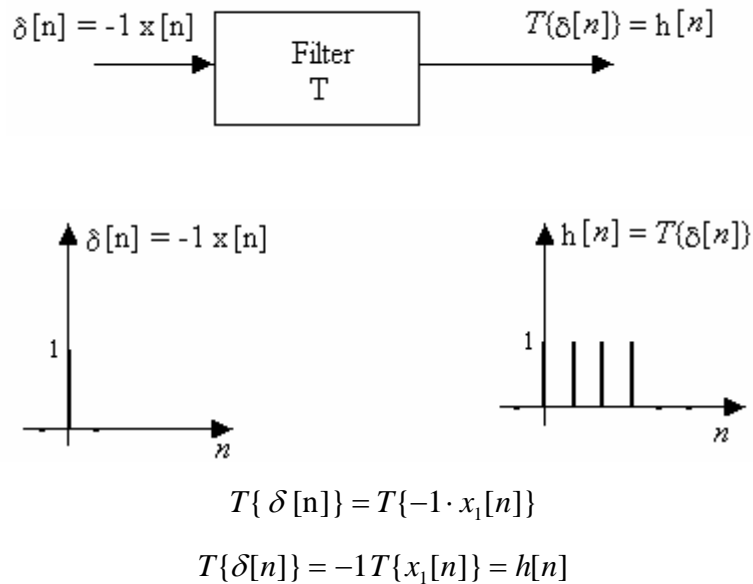 δ[n] = -1 x[n]
T{δ[n]} = h[n]
Filter
T
δ[n] = -1 x[n]
1
n
h[n] = T{δ[n]}
1
n
T{ δ [n]} = T{−1 · x₁[n]}
T{δ[n]} = −1T{x₁[n]} = h[n]